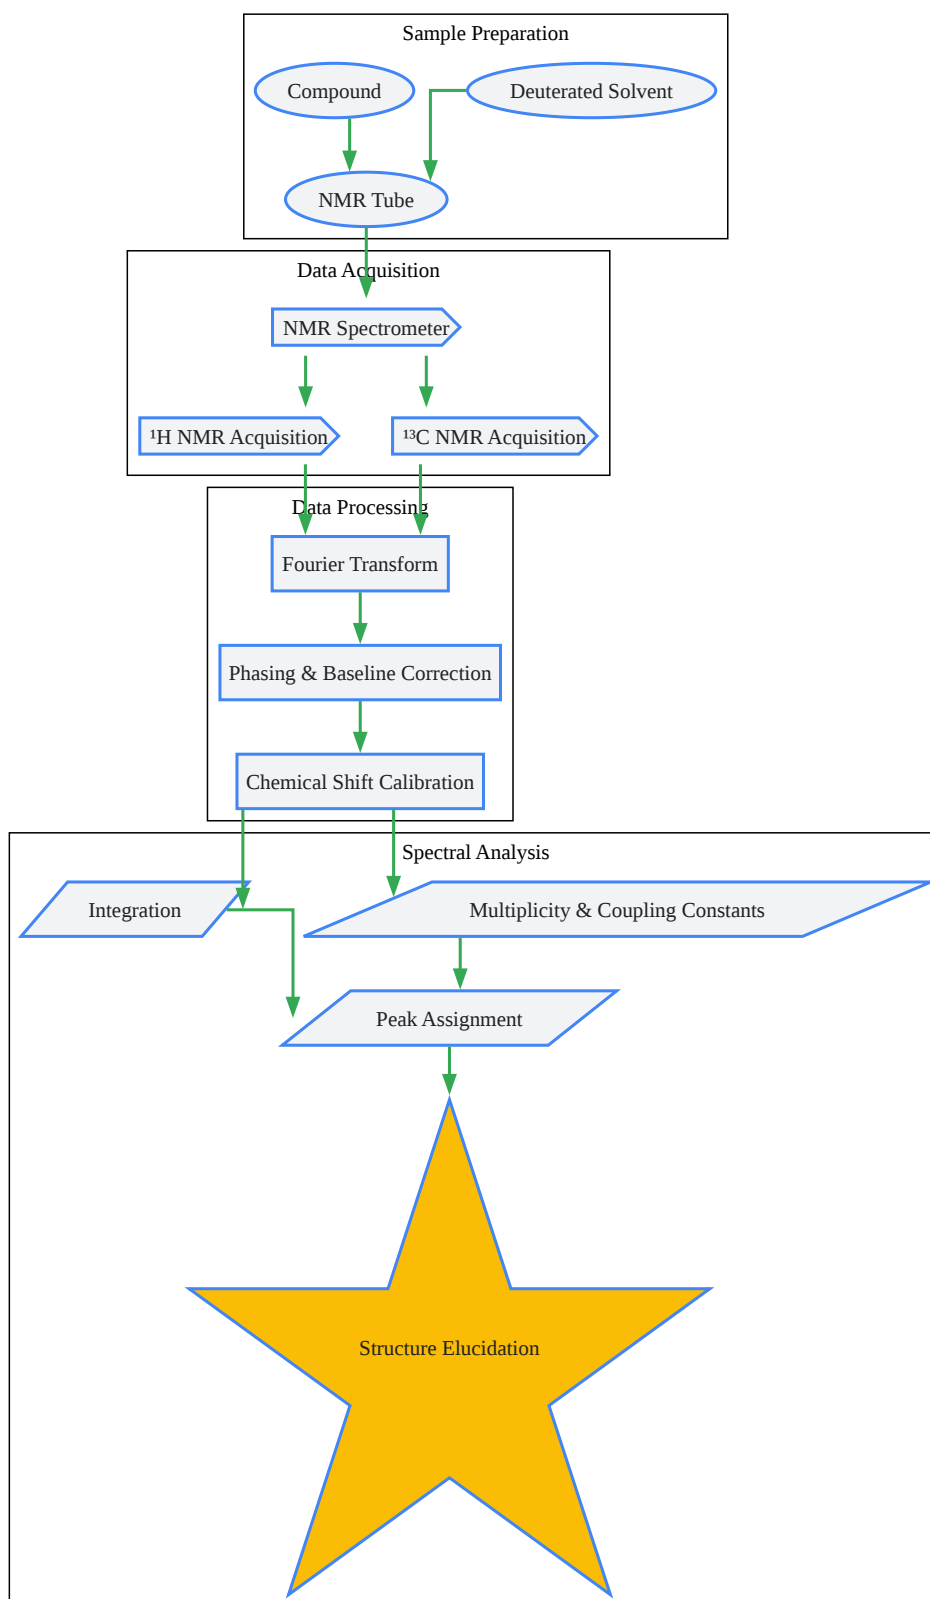 Sample Preparation
Compound
Deuterated Solvent
NMR Tube
Data Acquisition
NMR Spectrometer
¹H NMR Acquisition
¹³C NMR Acquisition
Data Processing
Fourier Transform
Phasing & Baseline Correction
Chemical Shift Calibration
Spectral Analysis
Integration
Multiplicity & Coupling Constants
Peak Assignment
Structure Elucidation